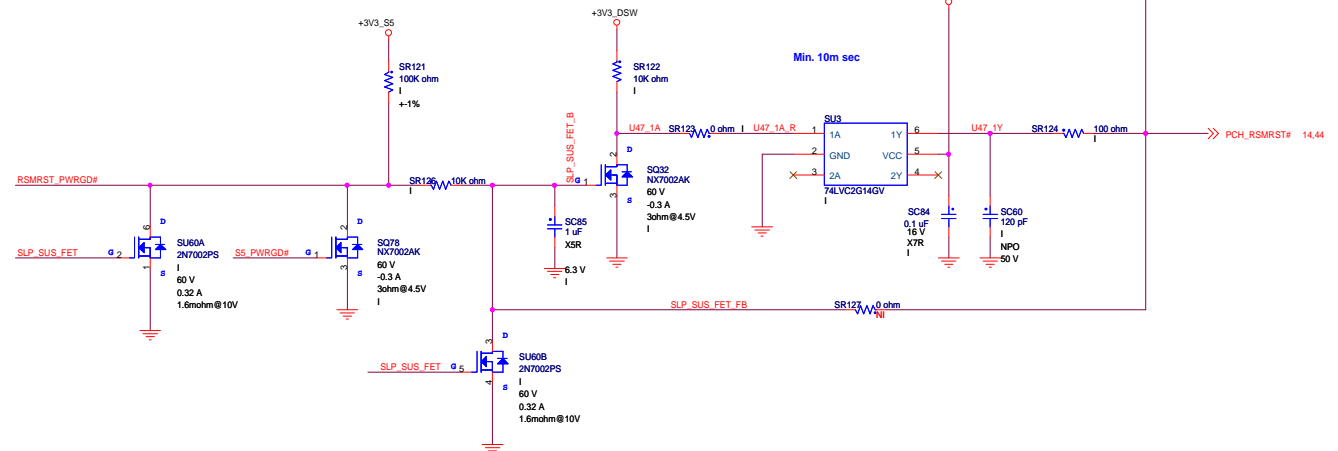 +3V3_S5
SR121
100K ohm
I
+-1%
+3V3_DSW
SR122
10K ohm
I
Min. 10m sec
SLP_SUS_FET_B
U47_1A
SR123
0 ohm
I
U47_1A_R
SU3
1
1A
1Y
6
2
GND
VCC
5
3
2A
2Y
4
74LVC2G14GV
I
U47_1Y
SR124
100 ohm
I
PCH_RSMRST# 14,44
RSMRST_PWRGD#
SR126
10K ohm
I
D
2
G
1
3
S
SQ32
NX7002AK
60 V
-0.3 A
3ohm@4.5V
I
SC85
1 uF
X5R
6.3 V
I
SC84
0.1 uF
16 V
X7R
I
SC60
120 pF
I
NPO
50 V
SLP_SUS_FET
G
2
6
D
1
S
SU60A
2N7002PS
I
60 V
0.32 A
1.6mohm@10V
S5_PWRGD#
G
1
2
D
3
S
SQ78
NX7002AK
60 V
-0.3 A
3ohm@4.5V
I
SLP_SUS_FET_FB
SR127
0 ohm
NI
SLP_SUS_FET
G
5
3
D
4
S
SU60B
2N7002PS
I
60 V
0.32 A
1.6mohm@10V